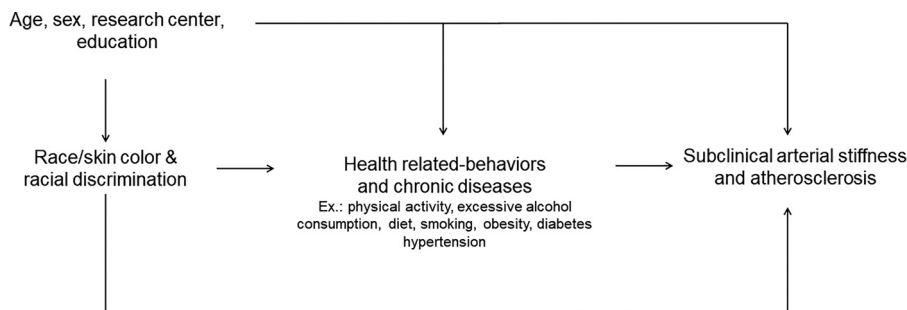 Age, sex, research center,
education
Race/skin color &
racial discrimination
Health related-behaviors
and chronic diseases
Ex.: physical activity, excessive alcohol
consumption, diet, smoking, obesity, diabetes
hypertension
Subclinical arterial stiffness
and atherosclerosis